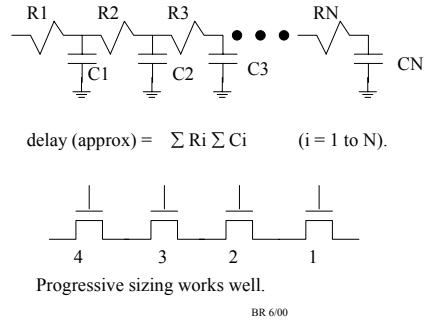 R1 R2 R3 RN
C1 C2 C3 CN
delay (approx) = ∑ Ri ∑ Ci (i = 1 to N).
4 3 2 1
Progressive sizing works well.
BR 6/00